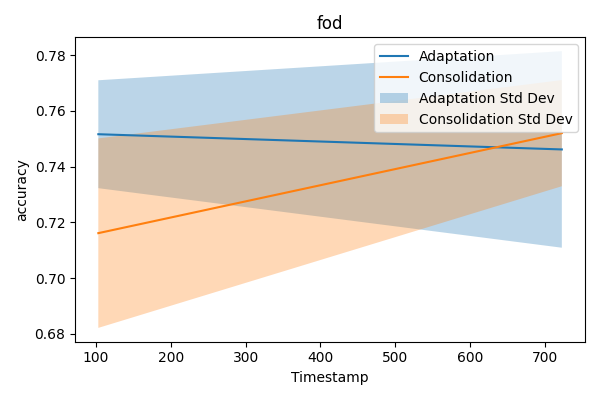 fod
Adaptation
Consolidation
Adaptation Std Dev
Consolidation Std Dev
accuracy
0.78
0.76
0.74
0.72
0.70
0.68
100 200 300 400 500 600 700
Timestamp